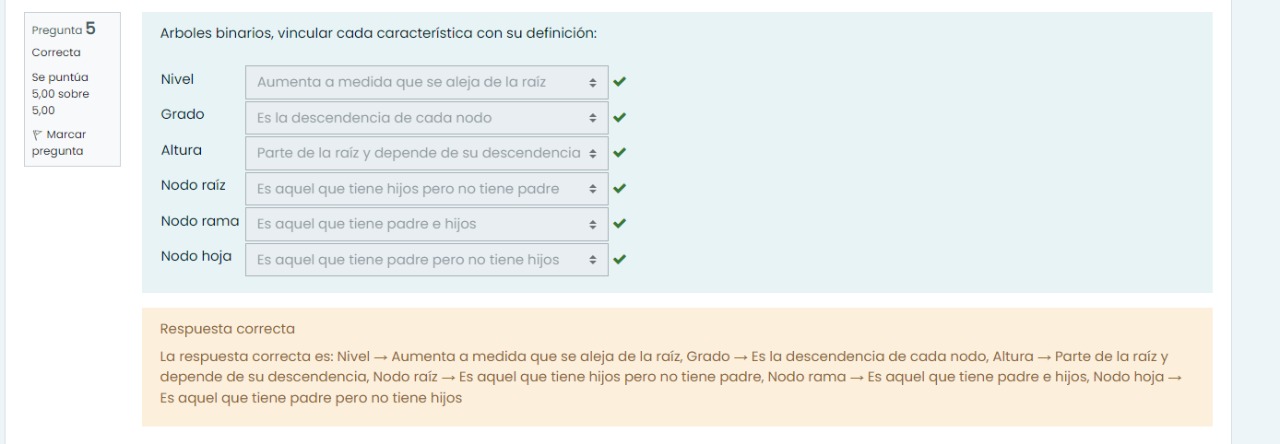 Pregunta 5
Correcta
Se puntúa
5,00 sobre
5,00
Marcar
pregunta
Arboles binarios, vincular cada característica con su definición:
Nivel Aumenta a medida que se aleja de la raíz
Grado Es la descendencia de cada nodo
Altura Parte de la raíz y depende de su descendencia
Nodo raíz Es aquel que tiene hijos pero no tiene padre
Nodo rama Es aquel que tiene padre e hijos
Nodo hoja Es aquel que tiene padre pero no tiene hijos
Respuesta correcta
La respuesta correcta es: Nivel → Aumenta a medida que se aleja de la raíz, Grado → Es la descendencia de cada nodo, Altura → Parte de la raíz y
depende de su descendencia, Nodo raíz → Es aquel que tiene hijos pero no tiene padre, Nodo rama → Es aquel que tiene padre e hijos, Nodo hoja →
Es aquel que tiene padre pero no tiene hijos